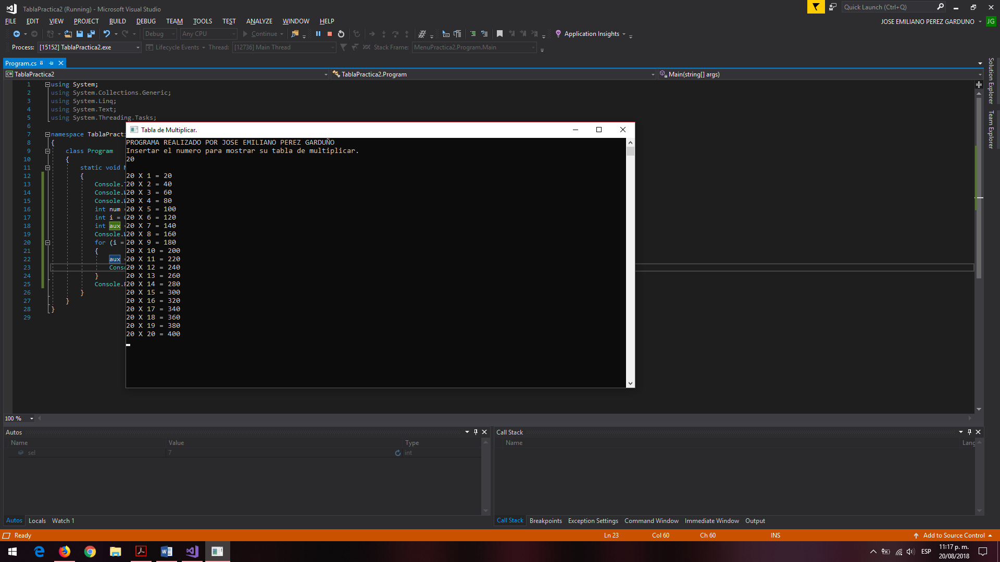 TablaPractica2 (Running) - Microsoft Visual Studio
Quick Launch (Ctrl+Q)
FILE EDIT VIEW PROJECT BUILD DEBUG TEAM TOOLS TEST ANALYZE WINDOW HELP
JOSE EMILIANO PEREZ GARDUNO JG
Debug Any CPU Continue Application Insights
Process: [15152] TablaPractica2.exe Lifecycle Events Thread: [12736] Main Thread Stack Frame: MenuPractica2.Program.Main
Program.cs
C# TablaPractica2 TablaPractica2.Program Main(string[] args)
Solution Explorer
Team Explorer
1 using System;
2 using System.Collections.Generic;
3 using System.Linq;
4 using System.Text;
5 using System.Threading.Tasks;
6
7 namespace TablaPracti
8 {
9 class Program
10 {
11 static void M
12 {
13 Console.T
14 Console.W
15 Console.W
16 int num =
17 int i = 0
18 int aux =
19 Console.W
20 for (i =
21 {
22 aux =
23 Conso
24 }
25 Console.R
26 }
27 }
28 }
29
Tabla de Multiplicar.
PROGRAMA REALIZADO POR JOSE EMILIANO PEREZ GARDUÑO
Insertar el numero para mostrar su tabla de multiplicar.
20
20 X 1 = 20
20 X 2 = 40
20 X 3 = 60
20 X 4 = 80
20 X 5 = 100
20 X 6 = 120
20 X 7 = 140
20 X 8 = 160
20 X 9 = 180
20 X 10 = 200
20 X 11 = 220
20 X 12 = 240
20 X 13 = 260
20 X 14 = 280
20 X 15 = 300
20 X 16 = 320
20 X 17 = 340
20 X 18 = 360
20 X 19 = 380
20 X 20 = 400
100 %
Autos
Name Value Type
sel 7 int
Autos Locals Watch 1
Call Stack
Name Lang
Call Stack Breakpoints Exception Settings Command Window Immediate Window Output
Ready Ln 23 Col 60 Ch 60 INS Add to Source Control
ESP 11:17 p. m.
20/08/2018